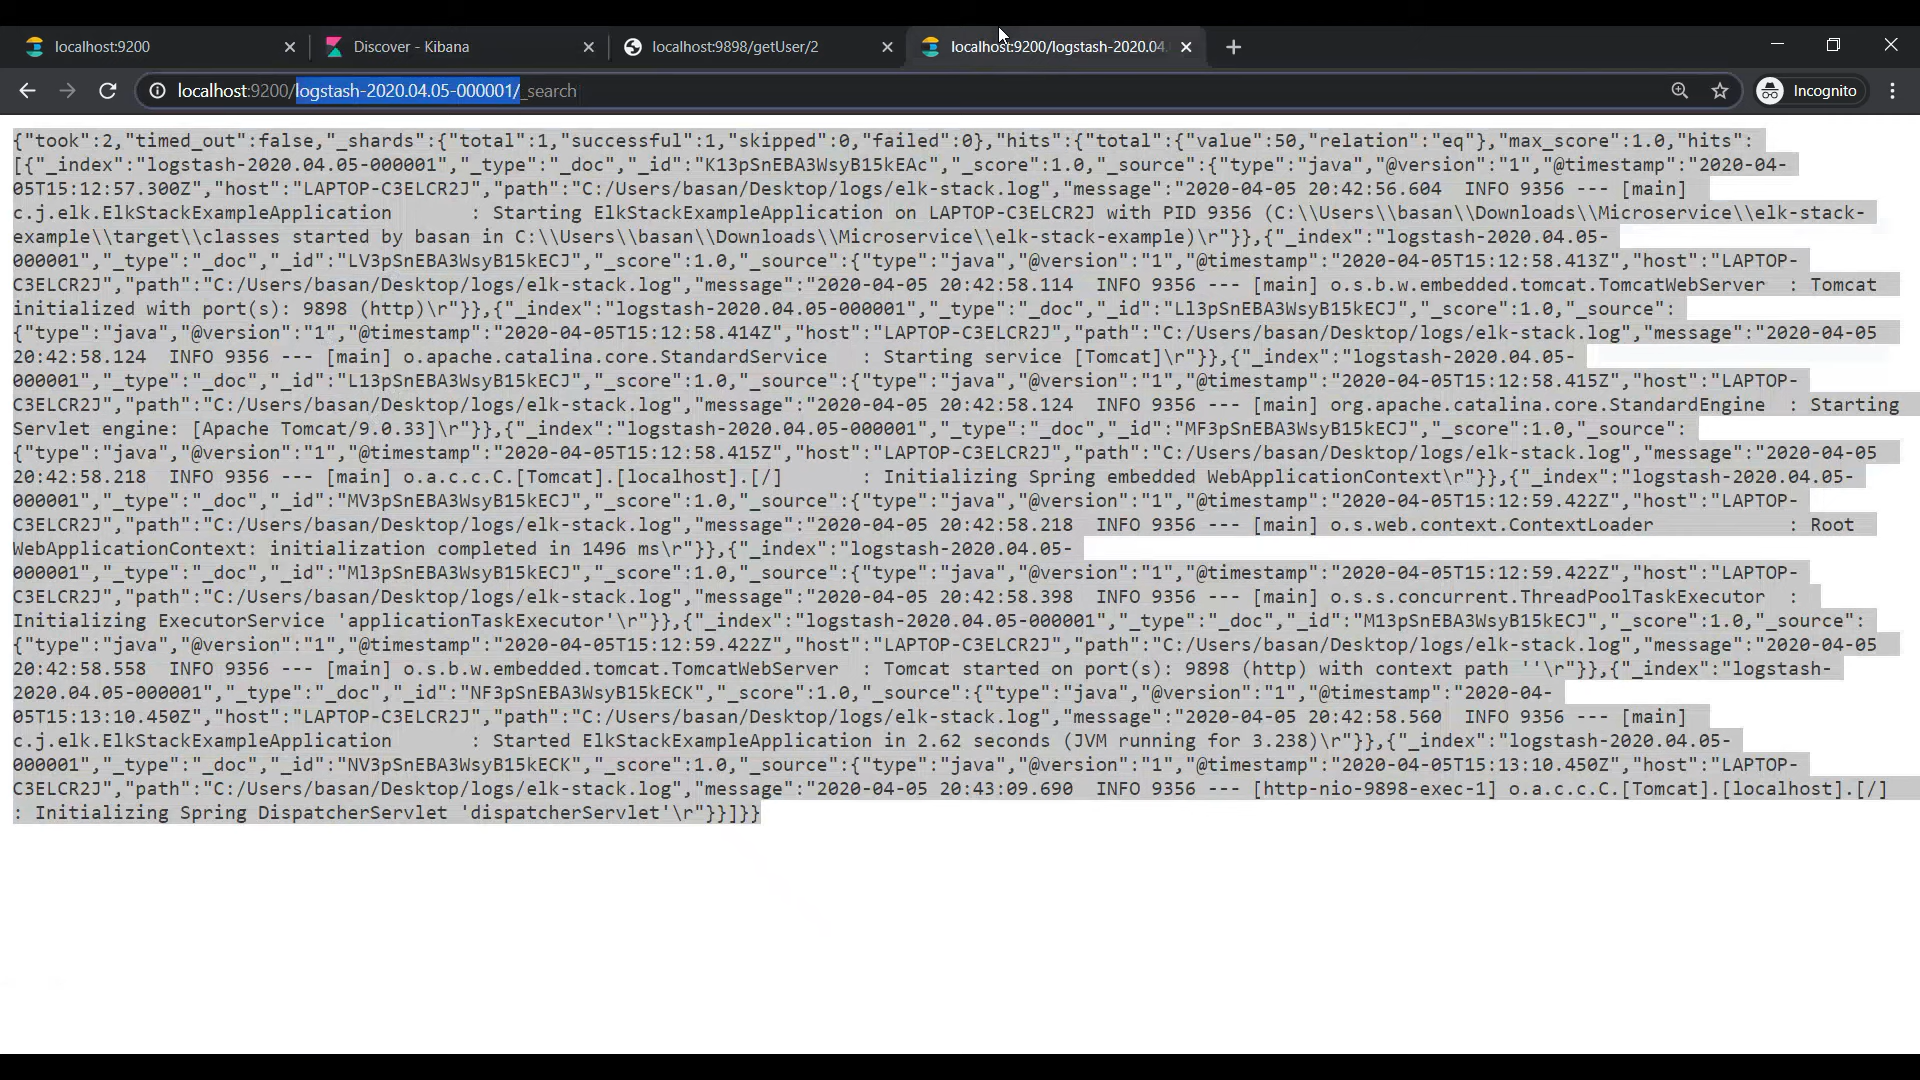 localhost:9200
Discover - Kibana
localhost:9898/getUser/2
localhost:9200/logstash-2020.04
localhost:9200/logstash-2020.04.05-000001/_search
Incognito
{"took":2,"timed_out":false,"_shards":{"total":1,"successful":1,"skipped":0,"failed":0},"hits":{"total":{"value":50,"relation":"eq"},"max_score":1.0,"hits":
[{"_index":"logstash-2020.04.05-000001","_type":"_doc","_id":"K13pSnEBA3WsyB15kEAc","_score":1.0,"_source":{"type":"java","@version":"1","@timestamp":"2020-04-
05T15:12:57.300Z","host":"LAPTOP-C3ELCR2J","path":"C:/Users/basan/Desktop/logs/elk-stack.log","message":"2020-04-05 20:42:56.604  INFO 9356 --- [main]
c.j.elk.ElkStackExampleApplication       : Starting ElkStackExampleApplication on LAPTOP-C3ELCR2J with PID 9356 (C:\\Users\\basan\\Downloads\\Microservice\\elk-stack-
example\\target\\classes started by basan in C:\\Users\\basan\\Downloads\\Microservice\\elk-stack-example)\r"}},{"_index":"logstash-2020.04.05-
000001","_type":"_doc","_id":"LV3pSnEBA3WsyB15kECJ","_score":1.0,"_source":{"type":"java","@version":"1","@timestamp":"2020-04-05T15:12:58.413Z","host":"LAPTOP-
C3ELCR2J","path":"C:/Users/basan/Desktop/logs/elk-stack.log","message":"2020-04-05 20:42:58.114  INFO 9356 --- [main] o.s.b.w.embedded.tomcat.TomcatWebServer  : Tomcat
initialized with port(s): 9898 (http)\r"}},{"_index":"logstash-2020.04.05-000001","_type":"_doc","_id":"Ll3pSnEBA3WsyB15kECJ","_score":1.0,"_source":
{"type":"java","@version":"1","@timestamp":"2020-04-05T15:12:58.414Z","host":"LAPTOP-C3ELCR2J","path":"C:/Users/basan/Desktop/logs/elk-stack.log","message":"2020-04-05
20:42:58.124  INFO 9356 --- [main] o.apache.catalina.core.StandardService   : Starting service [Tomcat]\r"}},{"_index":"logstash-2020.04.05-
000001","_type":"_doc","_id":"L13pSnEBA3WsyB15kECJ","_score":1.0,"_source":{"type":"java","@version":"1","@timestamp":"2020-04-05T15:12:58.415Z","host":"LAPTOP-
C3ELCR2J","path":"C:/Users/basan/Desktop/logs/elk-stack.log","message":"2020-04-05 20:42:58.124  INFO 9356 --- [main] org.apache.catalina.core.StandardEngine  : Starting
Servlet engine: [Apache Tomcat/9.0.33]\r"}},{"_index":"logstash-2020.04.05-000001","_type":"_doc","_id":"MF3pSnEBA3WsyB15kECJ","_score":1.0,"_source":
{"type":"java","@version":"1","@timestamp":"2020-04-05T15:12:58.415Z","host":"LAPTOP-C3ELCR2J","path":"C:/Users/basan/Desktop/logs/elk-stack.log","message":"2020-04-05
20:42:58.218  INFO 9356 --- [main] o.a.c.c.C.[Tomcat].[localhost].[/]       : Initializing Spring embedded WebApplicationContext\r"}},{"_index":"logstash-2020.04.05-
000001","_type":"_doc","_id":"MV3pSnEBA3WsyB15kECJ","_score":1.0,"_source":{"type":"java","@version":"1","@timestamp":"2020-04-05T15:12:59.422Z","host":"LAPTOP-
C3ELCR2J","path":"C:/Users/basan/Desktop/logs/elk-stack.log","message":"2020-04-05 20:42:58.218  INFO 9356 --- [main] o.s.web.context.ContextLoader            : Root
WebApplicationContext: initialization completed in 1496 ms\r"}},{"_index":"logstash-2020.04.05-
000001","_type":"_doc","_id":"Ml3pSnEBA3WsyB15kECJ","_score":1.0,"_source":{"type":"java","@version":"1","@timestamp":"2020-04-05T15:12:59.422Z","host":"LAPTOP-
C3ELCR2J","path":"C:/Users/basan/Desktop/logs/elk-stack.log","message":"2020-04-05 20:42:58.398  INFO 9356 --- [main] o.s.s.concurrent.ThreadPoolTaskExecutor  :
Initializing ExecutorService 'applicationTaskExecutor'\r"}},{"_index":"logstash-2020.04.05-000001","_type":"_doc","_id":"M13pSnEBA3WsyB15kECJ","_score":1.0,"_source":
{"type":"java","@version":"1","@timestamp":"2020-04-05T15:12:59.422Z","host":"LAPTOP-C3ELCR2J","path":"C:/Users/basan/Desktop/logs/elk-stack.log","message":"2020-04-05
20:42:58.558  INFO 9356 --- [main] o.s.b.w.embedded.tomcat.TomcatWebServer  : Tomcat started on port(s): 9898 (http) with context path ''\r"}},{"_index":"logstash-
2020.04.05-000001","_type":"_doc","_id":"NF3pSnEBA3WsyB15kECK","_score":1.0,"_source":{"type":"java","@version":"1","@timestamp":"2020-04-
05T15:13:10.450Z","host":"LAPTOP-C3ELCR2J","path":"C:/Users/basan/Desktop/logs/elk-stack.log","message":"2020-04-05 20:42:58.560  INFO 9356 --- [main]
c.j.elk.ElkStackExampleApplication       : Started ElkStackExampleApplication in 2.62 seconds (JVM running for 3.238)\r"}},{"_index":"logstash-2020.04.05-
000001","_type":"_doc","_id":"NV3pSnEBA3WsyB15kECK","_score":1.0,"_source":{"type":"java","@version":"1","@timestamp":"2020-04-05T15:13:10.450Z","host":"LAPTOP-
C3ELCR2J","path":"C:/Users/basan/Desktop/logs/elk-stack.log","message":"2020-04-05 20:43:09.690  INFO 9356 --- [http-nio-9898-exec-1] o.a.c.c.C.[Tomcat].[localhost].[/]
: Initializing Spring DispatcherServlet 'dispatcherServlet'\r"}}]}}